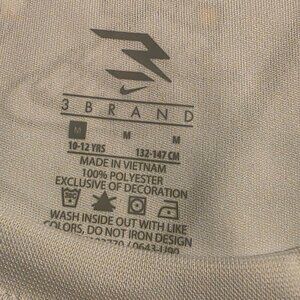 3BRAND
M M M
10-12 YRS 132-147 CM
MADE IN VIETNAM
100% POLYESTER
EXCLUSIVE OF DECORATION
WASH INSIDE OUT WITH LIKE
COLORS, DO NOT IRON DESIGN